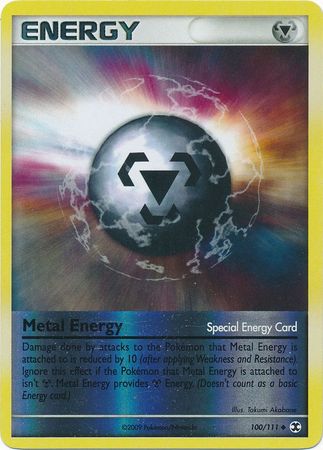 ENERGY
Metal Energy
Special Energy Card
Damage done by attacks to the Pokémon that Metal Energy is
attached to is reduced by 10 (after applying Weakness and Resistance).
Ignore this effect if the Pokémon that Metal Energy is attached to
isn't . Metal Energy provides Energy. (Doesn't count as a basic
Energy card.)
Illus. Takumi Akabane
©2009 Pokémon/Nintendo
100/111